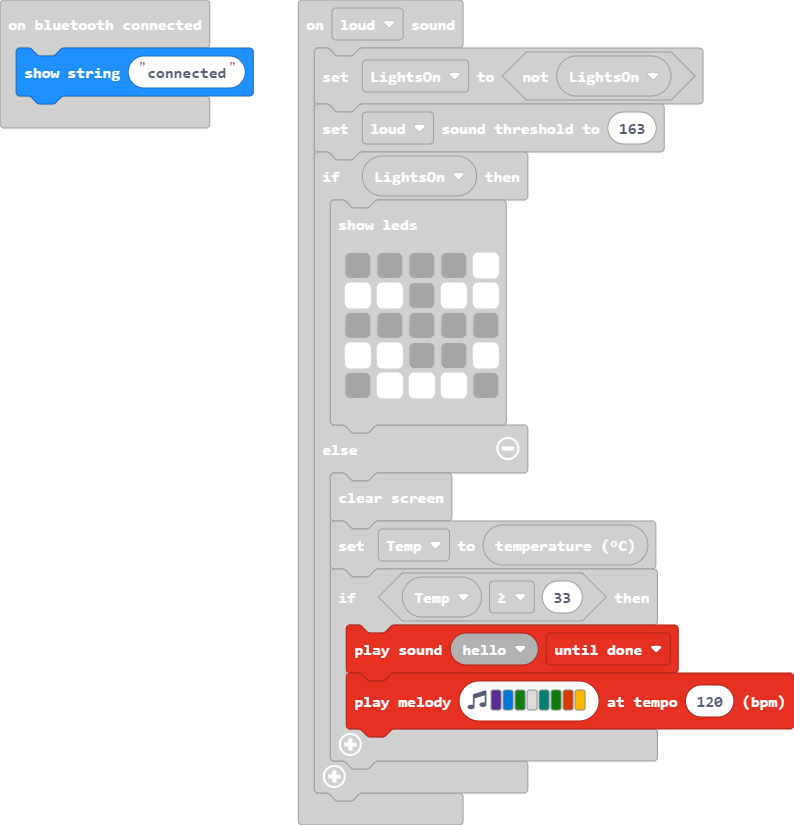 on bluetooth connected
show string "connected"
on loud sound
set LightsOn to not LightsOn
set loud sound threshold to 163
if LightsOn then
show leds
else
clear screen
set Temp to temperature (°C)
if Temp ≥ 33 then
play sound hello until done
play melody at tempo 120 (bpm)